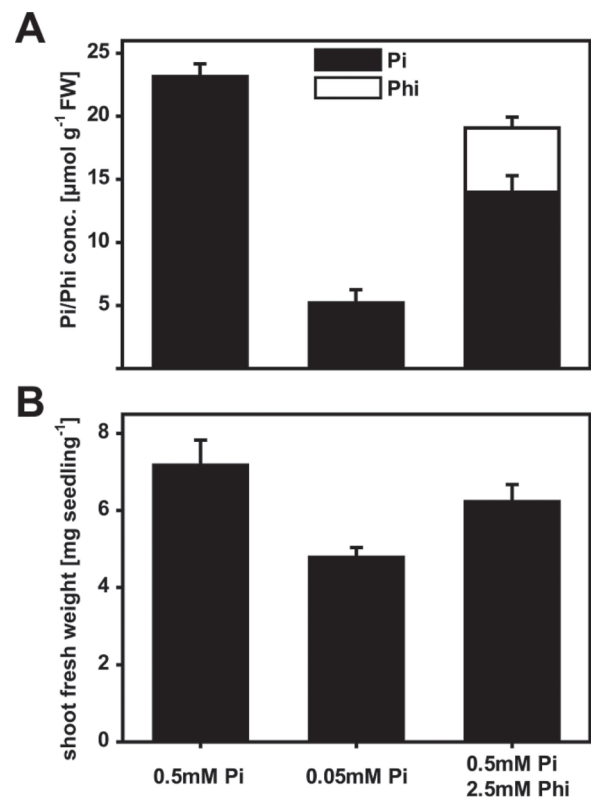 A
Pi/Phi conc. [µmol g⁻¹ FW]
25
20
15
10
5
Pi
Phi
B
shoot fresh weight [mg seedling⁻¹]
8
6
4
2
0
0.5mM Pi
0.05mM Pi
0.5mM Pi
2.5mM Phi